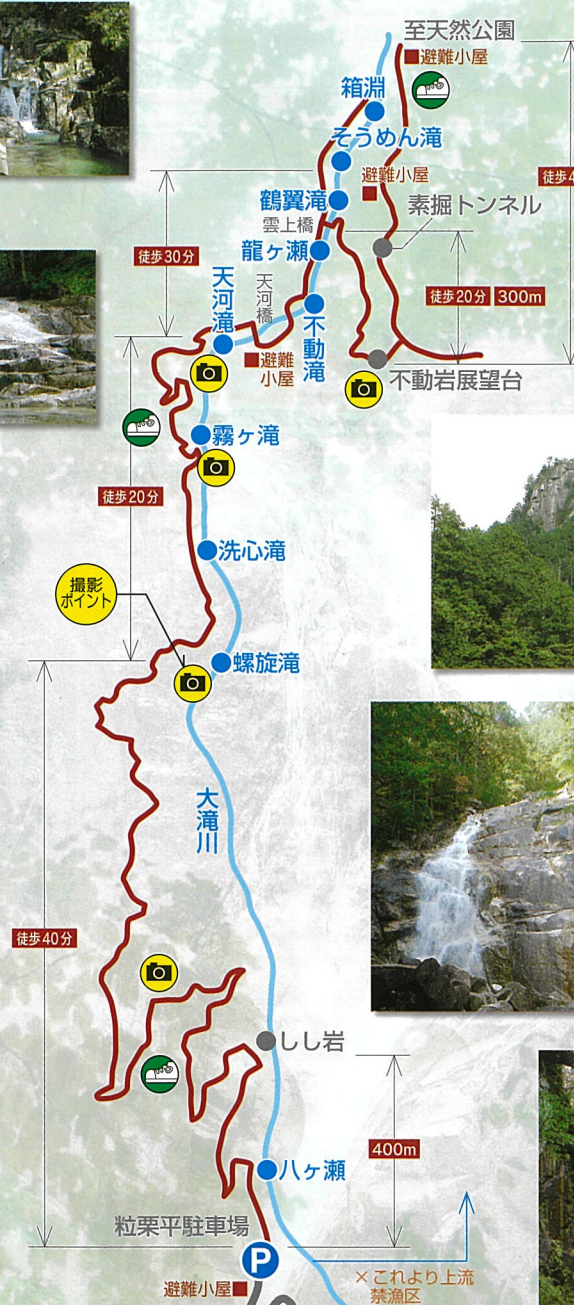 至天然公園
避難小屋
箱淵
そうめん滝
避難小屋
徒歩4
鶴翼滝
素掘トンネル
雲上橋
龍ヶ瀬
徒歩30分
天河滝
天河橋
徒歩20分 300m
不動滝
避難
小屋
不動岩展望台
霧ヶ滝
徒歩20分
洗心滝
撮影
ポイント
螺旋滝
大滝川
徒歩40分
しし岩
400m
八ヶ瀬
粒栗平駐車場
P
避難小屋
×これより上流
禁漁区